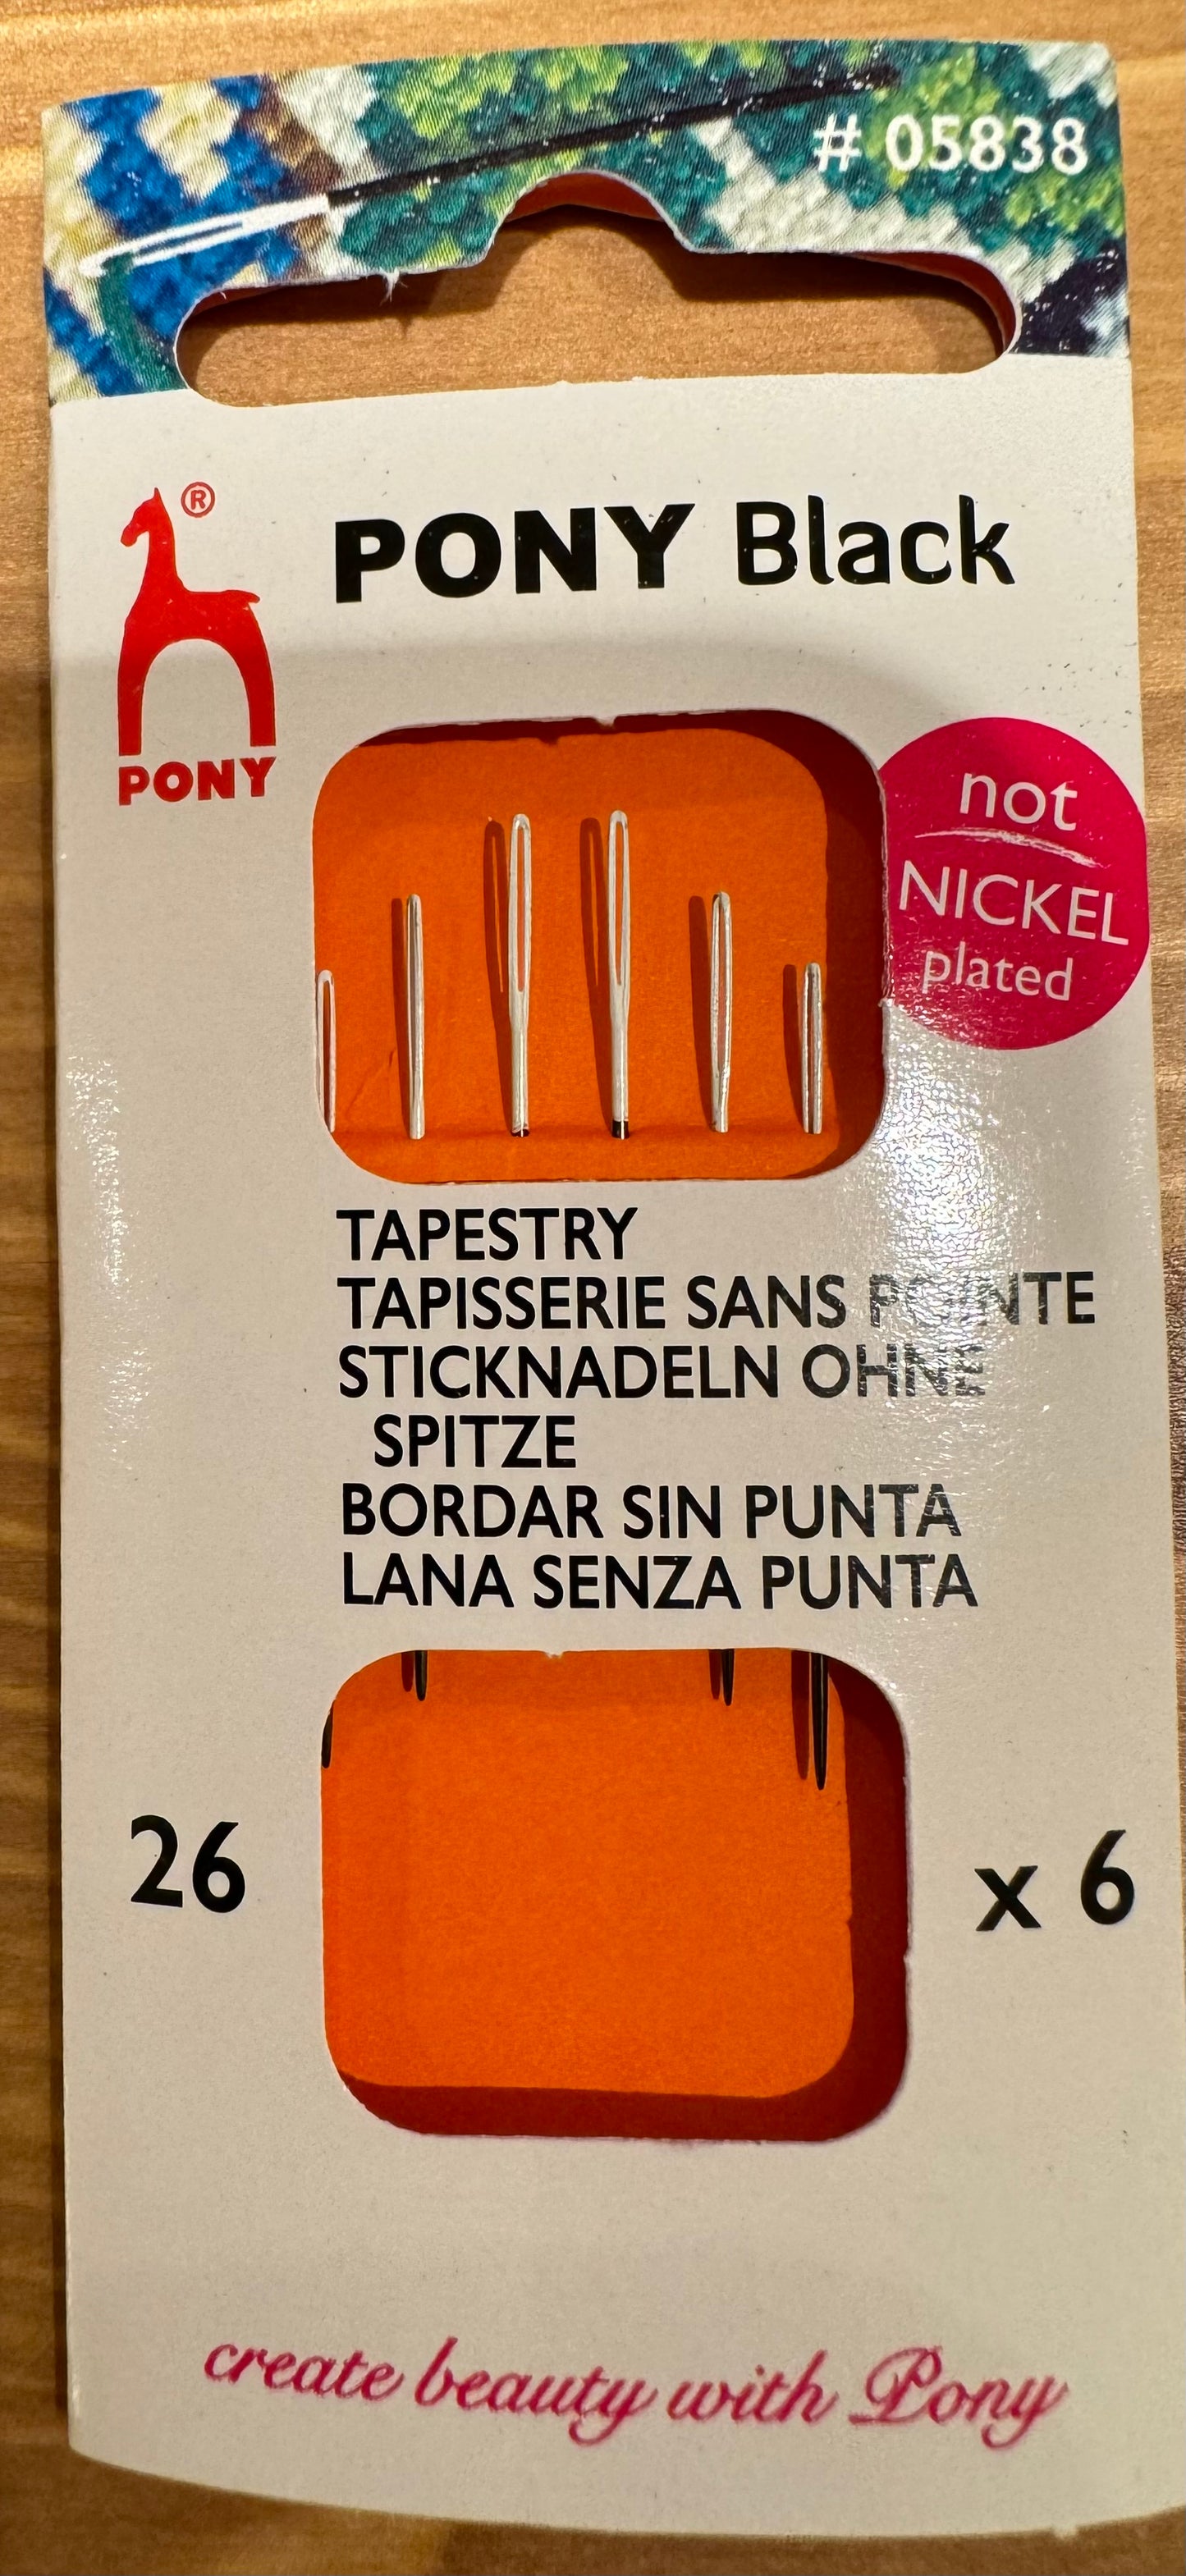 # 05838
®
PONY
PONY Black
not
NICKEL
plated
TAPESTRY
TAPISSERIE SANS POINTE
STICKNADELN OHNE
SPITZE
BORDAR SIN PUNTA
LANA SENZA PUNTA
26
x 6
create beauty with Pony